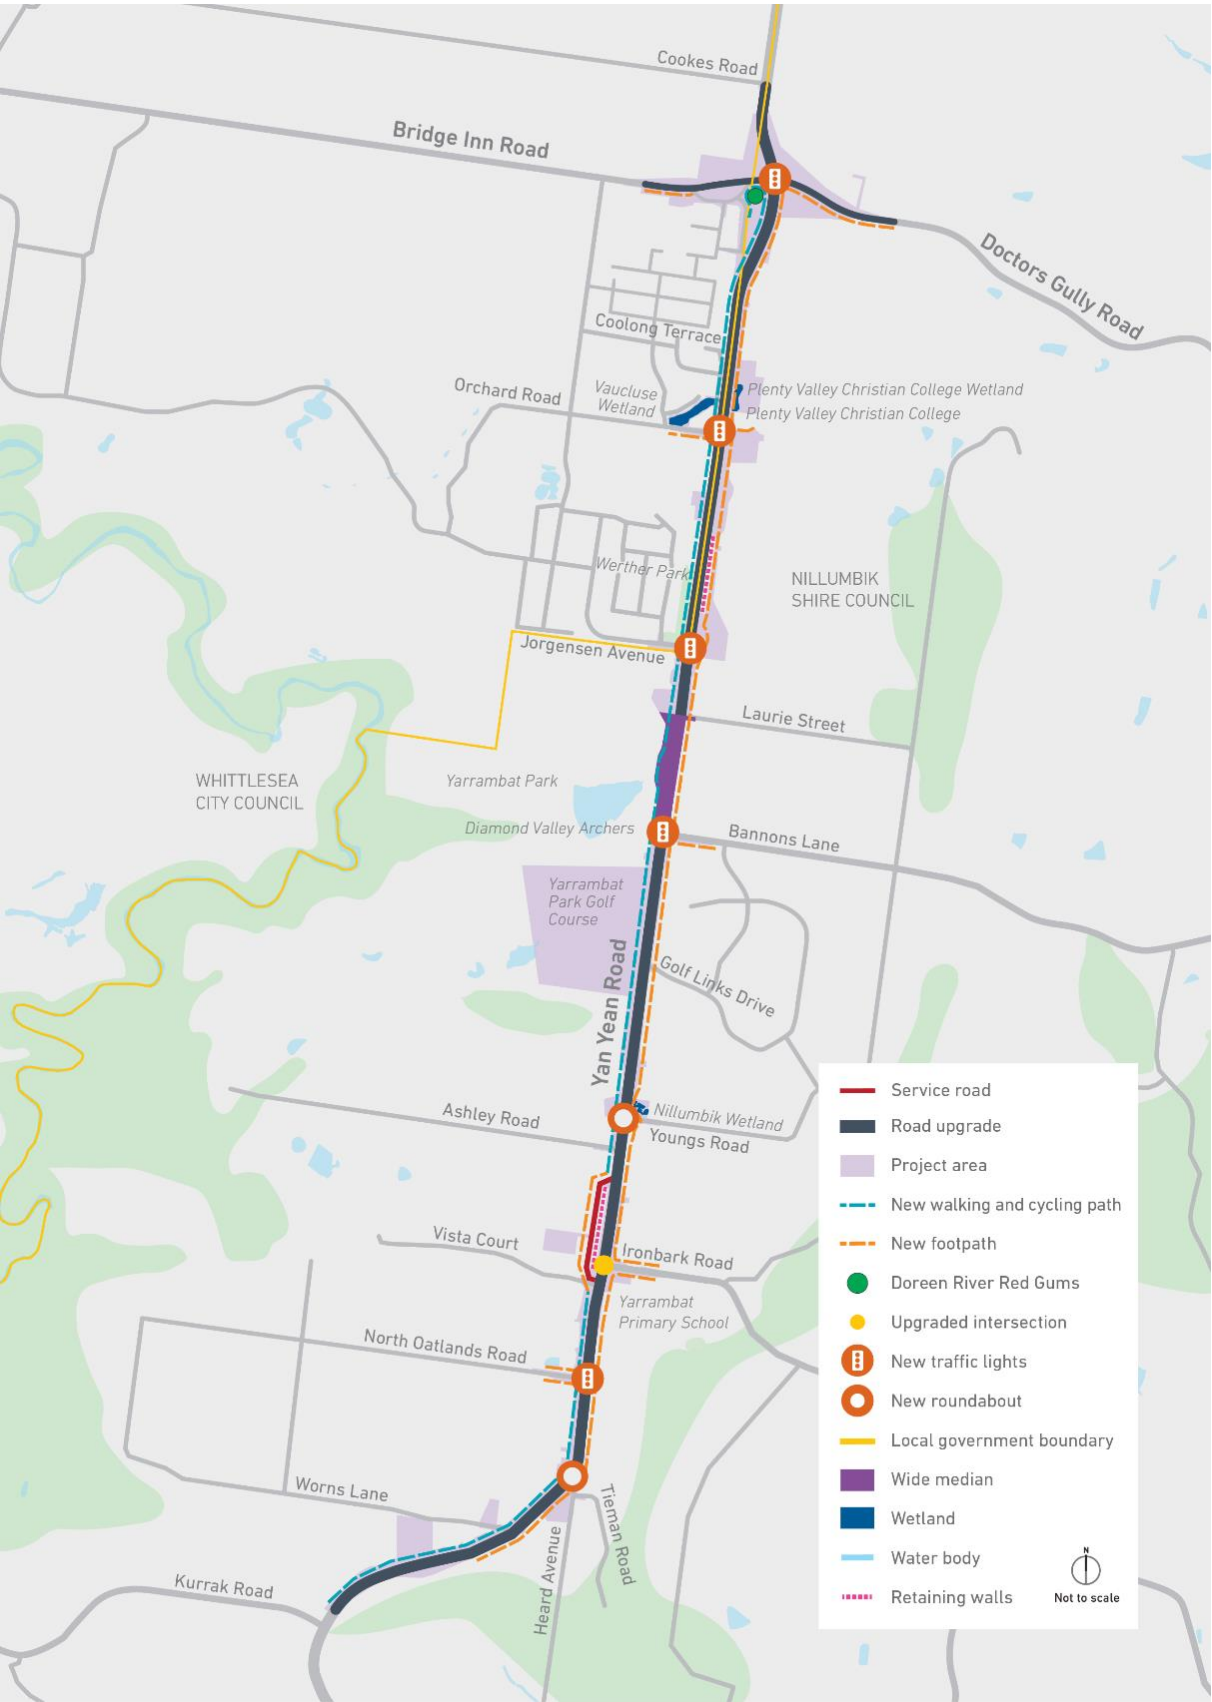 Cookes Road
Bridge Inn Road
Doctors Gully Road
Coolong Terrace
Orchard Road
Vaucluse
Wetland
Plenty Valley Christian College Wetland
Plenty Valley Christian College
Werther Park
NILLUMBIK
SHIRE COUNCIL
Jorgensen Avenue
Laurie Street
WHITTLESEA
CITY COUNCIL
Yarrambat Park
Diamond Valley Archers
Bannons Lane
Yarrambat
Park Golf
Course
Yan Yean Road
Golf Links Drive
Ashley Road
Nillumbik Wetland
Youngs Road
Vista Court
Ironbark Road
Yarrambat
Primary School
North Oatlands Road
Worns Lane
Tieman Road
Heard Avenue
Kurrak Road
Service road
Road upgrade
Project area
New walking and cycling path
New footpath
Doreen River Red Gums
Upgraded intersection
New traffic lights
New roundabout
Local government boundary
Wide median
Wetland
Water body
Retaining walls
N
Not to scale